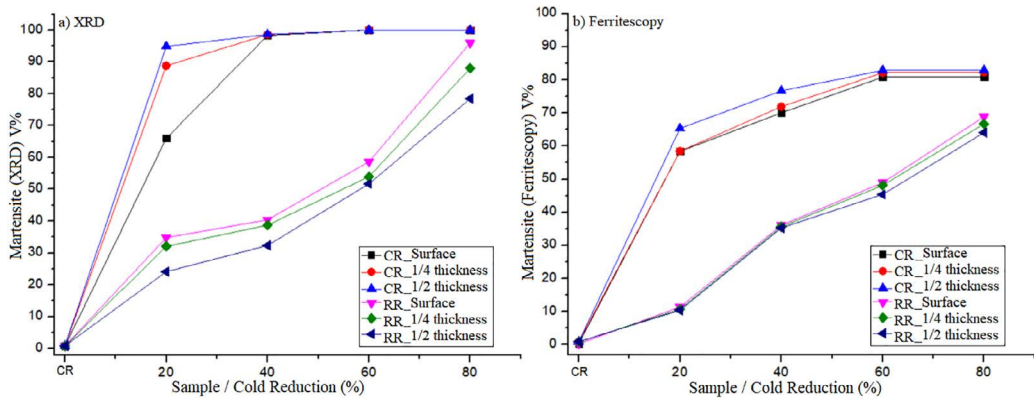 a) XRD
Martensite (XRD) V%
100
90
80
70
60
50
40
30
20
10
0
CR
20
40
60
80
Sample / Cold Reduction (%)
CR_Surface
CR_1/4 thickness
CR_1/2 thickness
RR_Surface
RR_1/4 thickness
RR_1/2 thickness
b) Ferritescopy
Martensite (Ferritescopy) V%
100
90
80
70
60
50
40
30
20
10
0
CR
20
40
60
80
Sample / Cold Reduction (%)
CR_Surface
CR_1/4 thickness
CR_1/2 thickness
RR_Surface
RR_1/4 thickness
RR_1/2 thickness